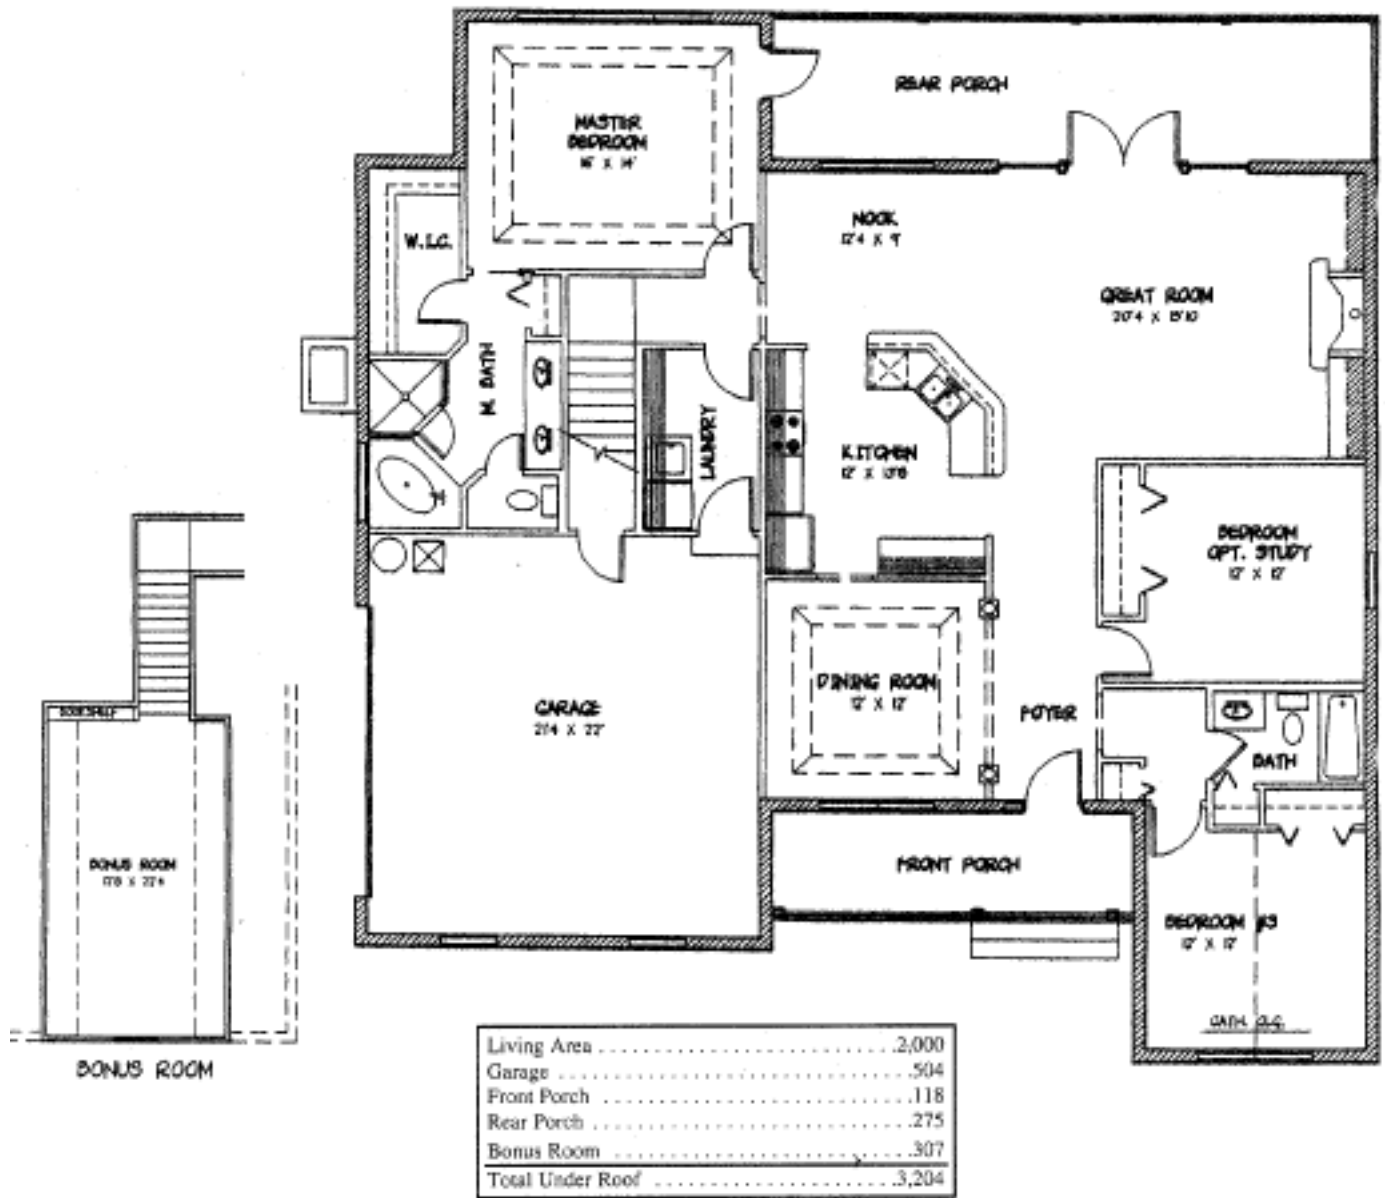 REAR PORCH
MASTER
BEDROOM
16' X 14'
NOOK
12'4 X 9'
W.I.C.
GREAT ROOM
20'4 X 15'10
M. BATH
LAUNDRY
KITCHEN
BEDROOM
OPT. STUDY
12' X 12'
DINING ROOM
12' X 12'
FOYER
GARAGE
21'4 X 22'
BATH
BOOKSHELF
BONUS ROOM
FRONT PORCH
BEDROOM #3
12' X 12'
CATH. CLG.
BONUS ROOM
Living Area 2,000
Garage 504
Front Porch 118
Rear Porch 275
Bonus Room 307
Total Under Roof 3,204